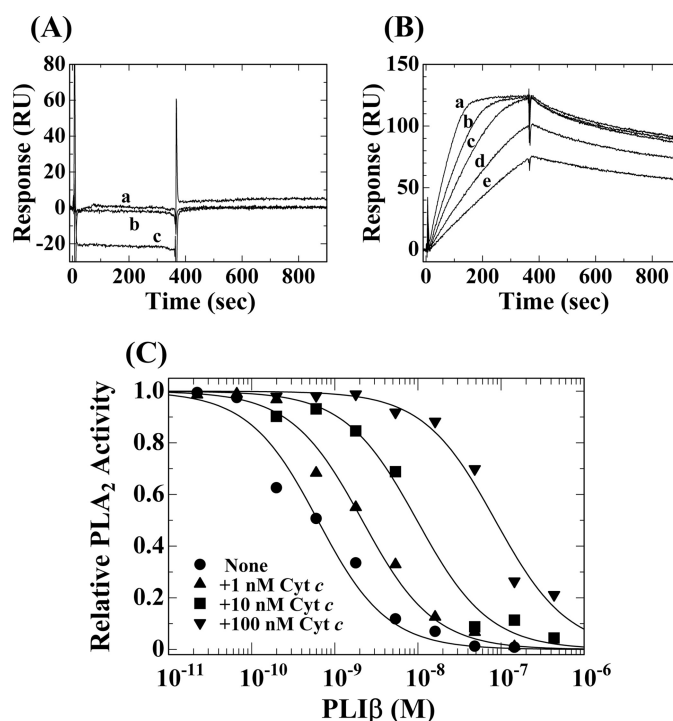 (A)
80
60
40
20
0
-20
Response (RU)
a
b
c
0 200 400 600 800
Time (sec)
(B)
150
100
50
0
Response (RU)
a
b
c
d
e
0 200 400 600 800
Time (sec)
(C)
1.0
0.8
0.6
0.4
0.2
0
Relative PLA₂ Activity
None
+1 nM Cyt c
+10 nM Cyt c
+100 nM Cyt c
10⁻¹¹ 10⁻¹⁰ 10⁻⁹ 10⁻⁸ 10⁻⁷ 10⁻⁶
PLIβ (M)